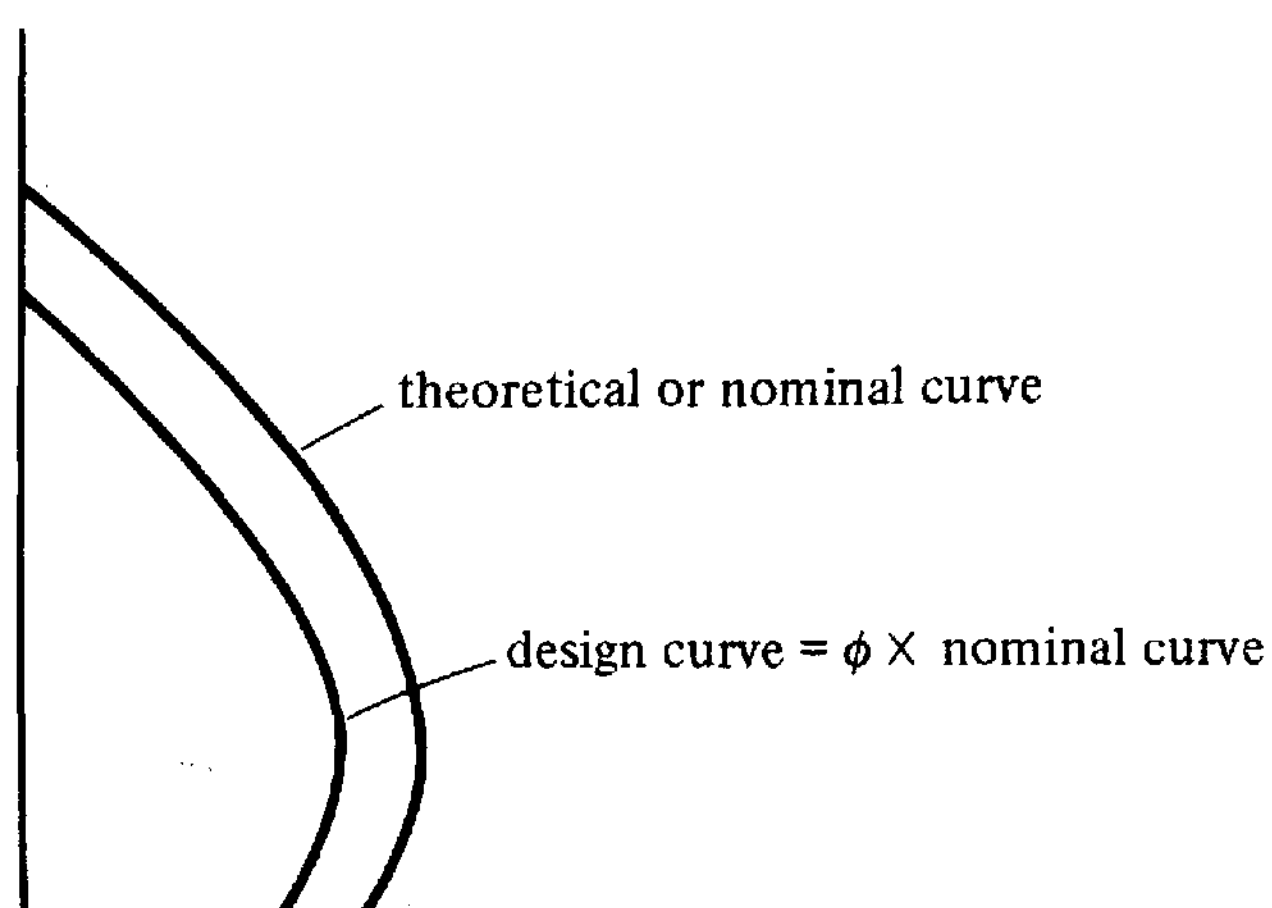 theoretical or nominal curve
design curve = ϕ × nominal curve